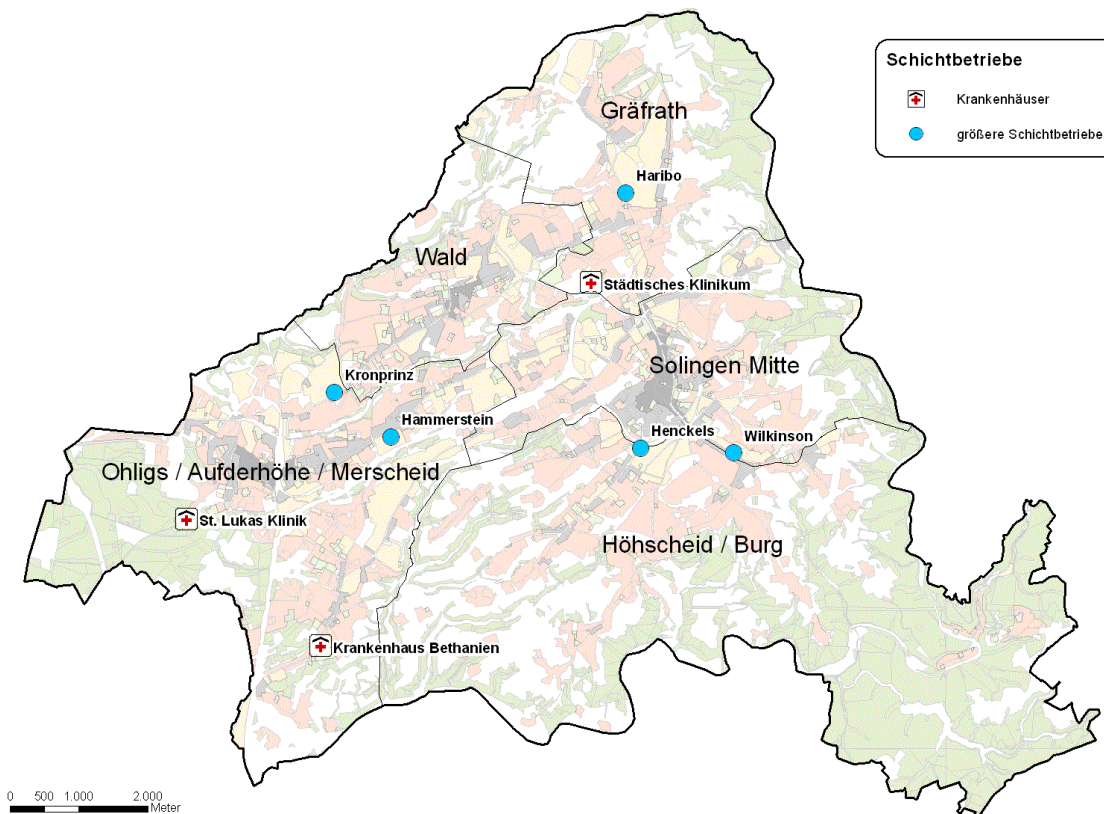 Schichtbetriebe
Krankenhäuser
größere Schichtbetriebe
Gräfrath
Haribo
Wald
Städtisches Klinikum
Solingen Mitte
Kronprinz
Hammerstein
Henckels
Wilkinson
Ohligs / Aufderhöhe / Merscheid
St. Lukas Klinik
Höhscheid / Burg
Krankenhaus Bethanien
0 500 1.000 2.000
Meter